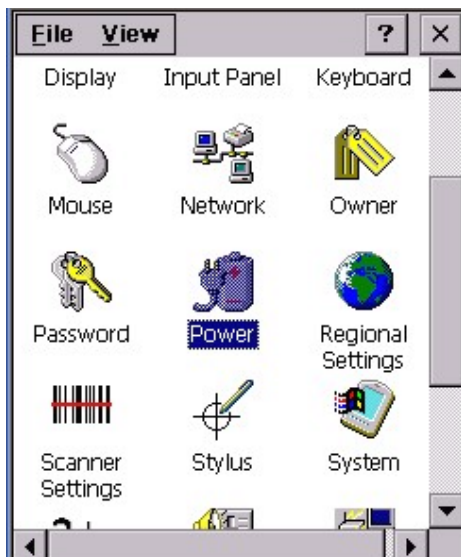 File View ?
Display Input Panel Keyboard
Mouse Network Owner
Password Power Regional
Settings
Scanner Stylus System
Settings